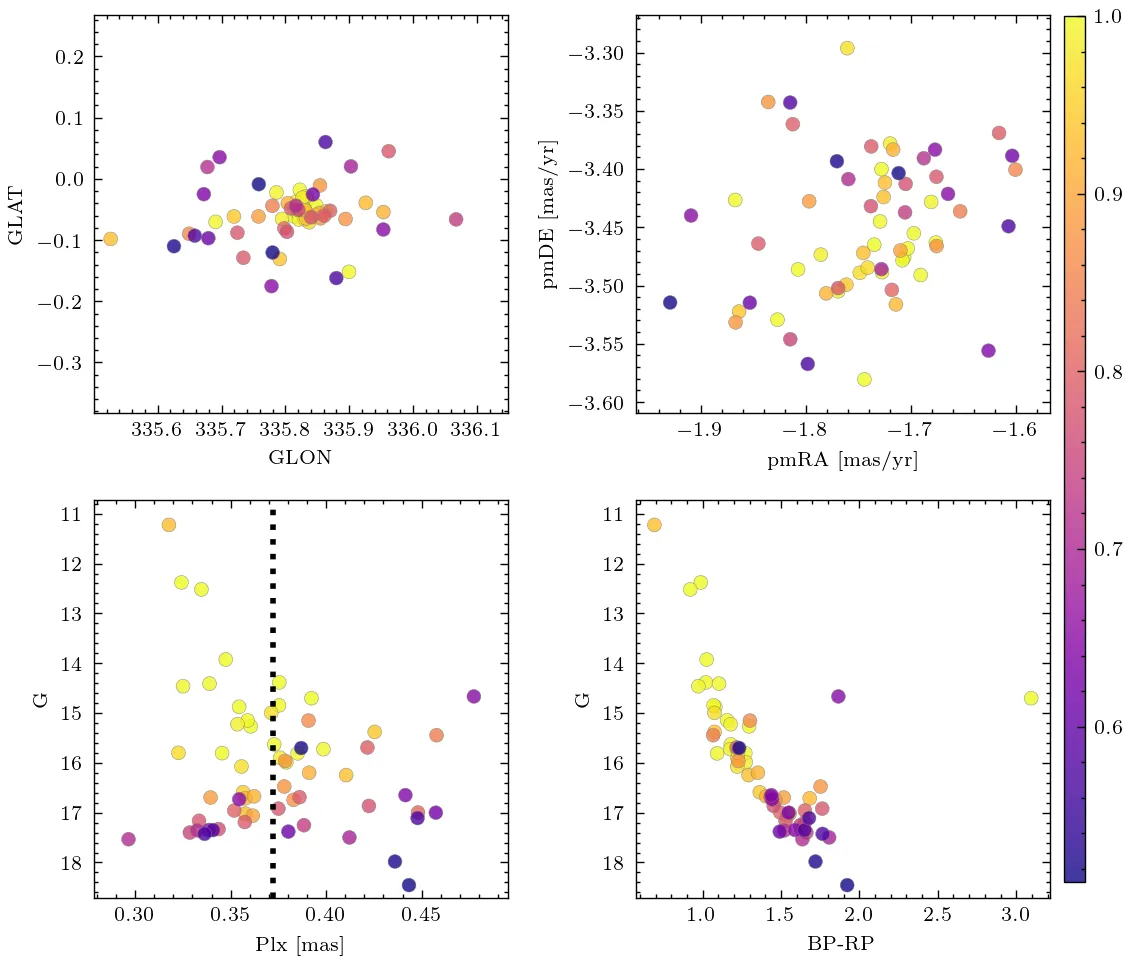 0.2
0.1
0.0
−0.1
−0.2
−0.3
GLAT
335.6 335.7 335.8 335.9 336.0 336.1
GLON
−3.30
−3.35
−3.40
−3.45
−3.50
−3.55
−3.60
pmDE [mas/yr]
−1.9 −1.8 −1.7 −1.6
pmRA [mas/yr]
1.0
0.9
0.8
0.7
0.6
11
12
13
14
15
16
17
18
G
0.30 0.35 0.40 0.45
Plx [mas]
11
12
13
14
15
16
17
18
G
1.0 1.5 2.0 2.5 3.0
BP-RP